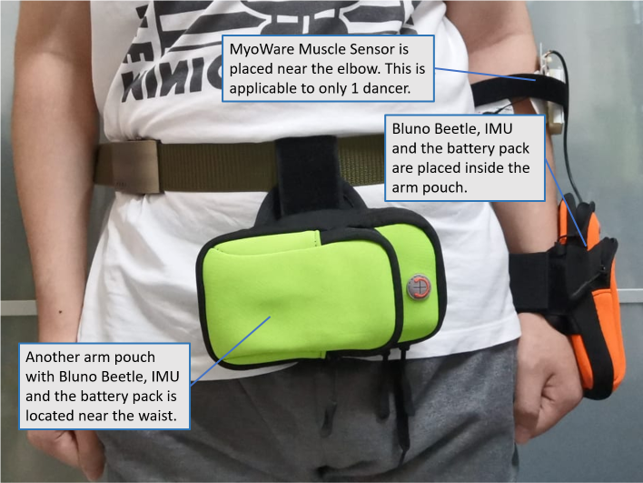 MyoWare Muscle Sensor is
placed near the elbow. This is
applicable to only 1 dancer.
Bluno Beetle, IMU
and the battery pack
are placed inside the
arm pouch.
Another arm pouch
with Bluno Beetle, IMU
and the battery pack is
located near the waist.